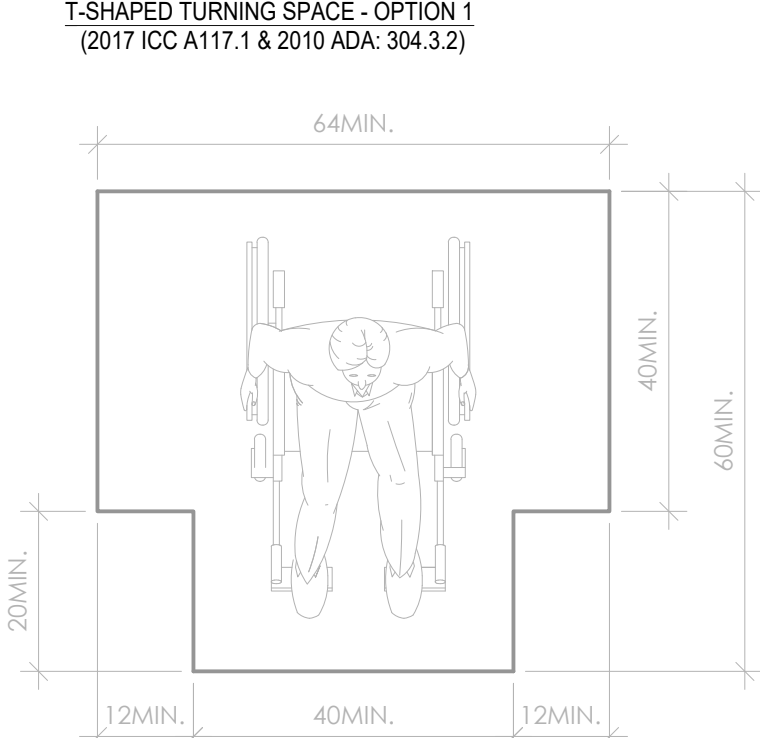 T-SHAPED TURNING SPACE - OPTION 1
(2017 ICC A117.1 & 2010 ADA: 304.3.2)
64MIN.
40MIN.
60MIN.
20MIN.
12MIN.
40MIN.
12MIN.